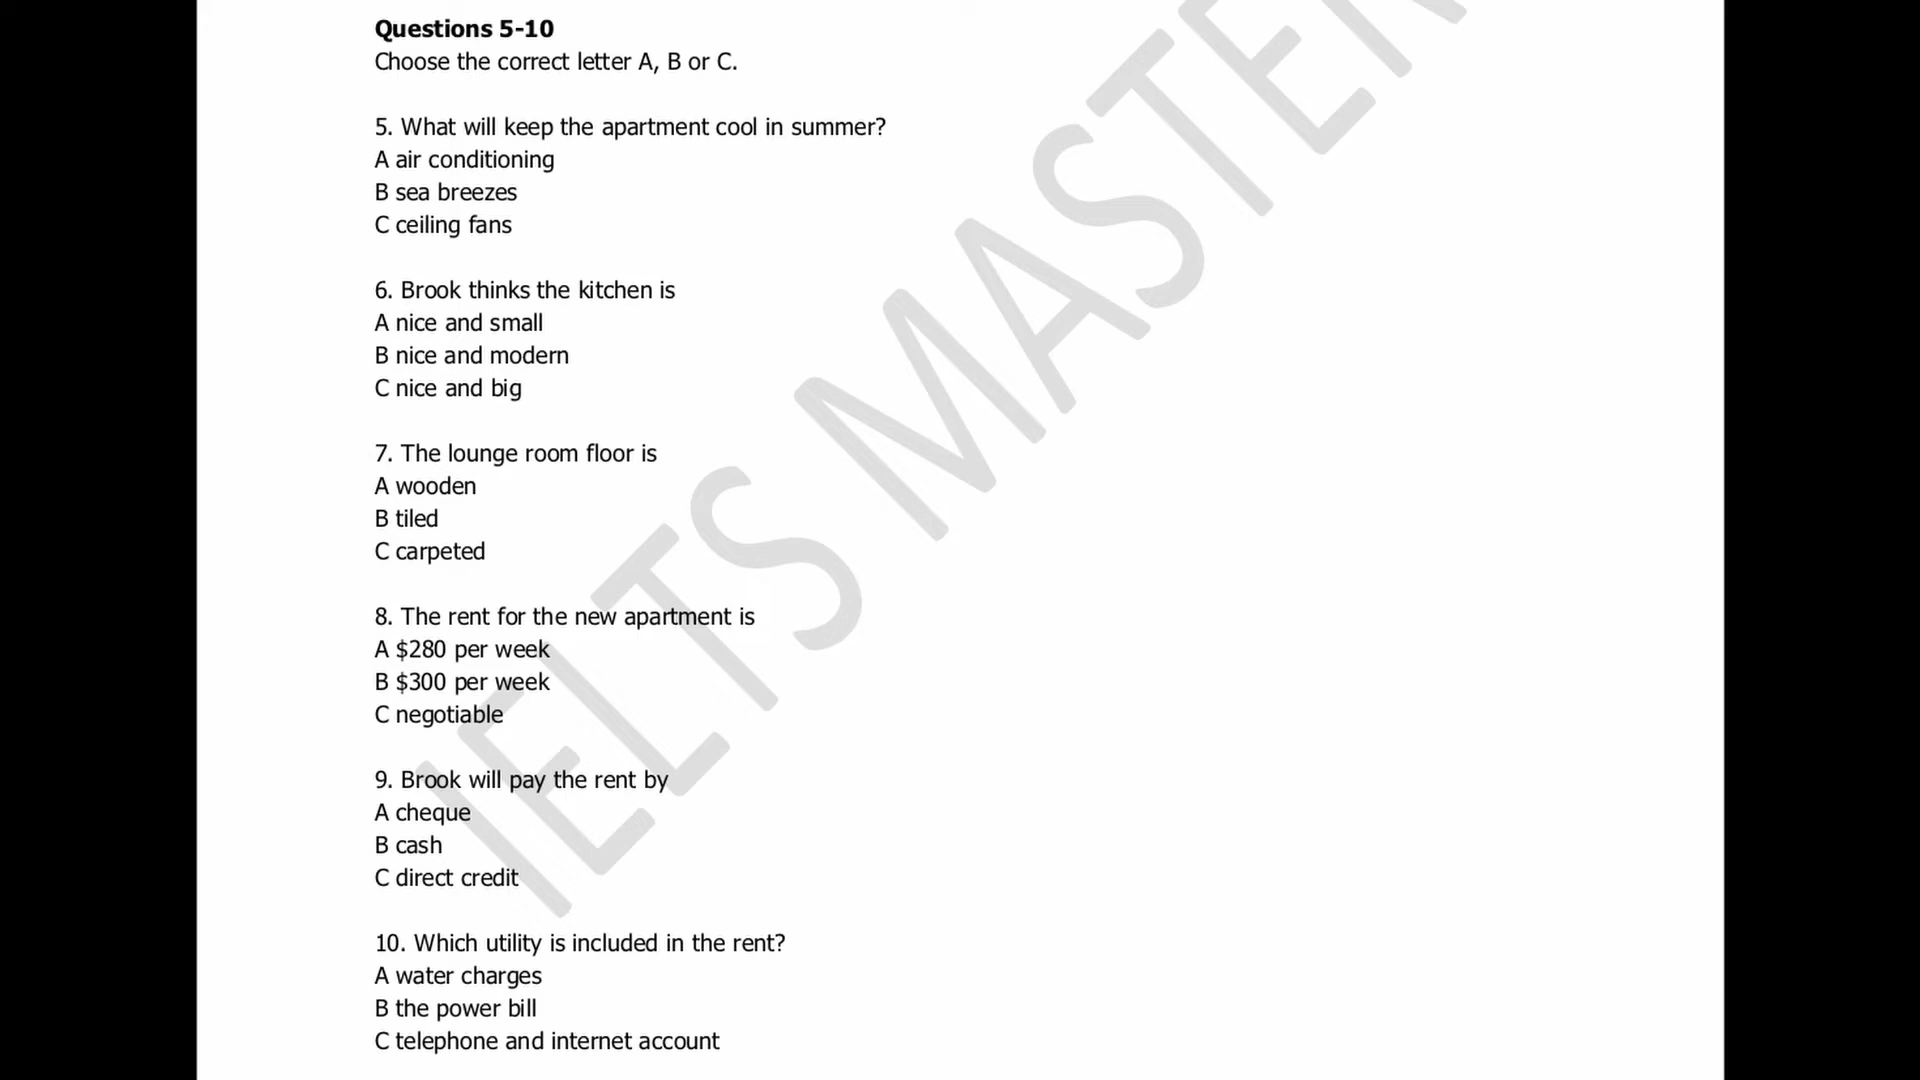 Questions 5-10
Choose the correct letter A, B or C.
5. What will keep the apartment cool in summer?
A air conditioning
B sea breezes
C ceiling fans
6. Brook thinks the kitchen is
A nice and small
B nice and modern
C nice and big
7. The lounge room floor is
A wooden
B tiled
C carpeted
8. The rent for the new apartment is
A $280 per week
B $300 per week
C negotiable
9. Brook will pay the rent by
A cheque
B cash
C direct credit
10. Which utility is included in the rent?
A water charges
B the power bill
C telephone and internet account
IELTS MASTER